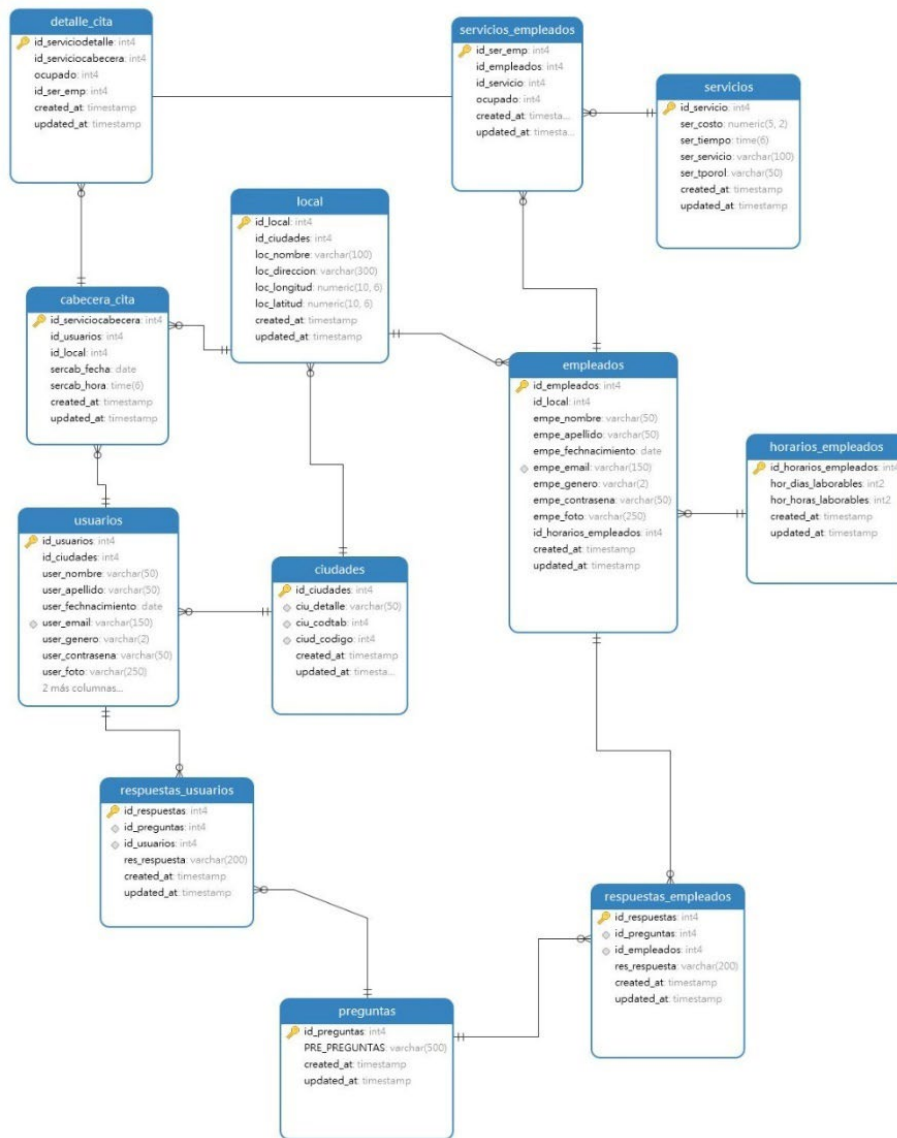 detalle_cita
id_serviciodetalle: int4
id_serviciocabecera: int4
ocupado: int4
id_ser_emp: int4
created_at: timestamp
updated_at: timestamp
servicios_empleados
id_ser_emp: int4
id_empleados: int4
id_servicio: int4
ocupado: int4
created_at: timesta...
updated_at: timesta...
servicios
id_servicio: int4
ser_costo: numeric(5, 2)
ser_tiempo: time(6)
ser_servicio: varchar(100)
ser_tporol: varchar(50)
created_at: timestamp
updated_at: timestamp
local
id_local: int4
id_ciudades: int4
loc_nombre: varchar(100)
loc_direccion: varchar(300)
loc_longitud: numeric(10, 6)
loc_latitud: numeric(10, 6)
created_at: timestamp
updated_at: timestamp
cabecera_cita
id_serviciocabecera: int4
id_usuarios: int4
id_local: int4
sercab_fecha: date
sercab_hora: time(6)
created_at: timestamp
updated_at: timestamp
empleados
id_empleados: int4
id_local: int4
empe_nombre: varchar(50)
empe_apellido: varchar(50)
empe_fechnacimiento: date
empe_email: varchar(150)
empe_genero: varchar(2)
empe_contrasena: varchar(50)
empe_foto: varchar(250)
id_horarios_empleados: int4
created_at: timestamp
updated_at: timestamp
horarios_empleados
id_horarios_empleados: int4
hor_dias_laborables: int2
hor_horas_laborables: int2
created_at: timestamp
updated_at: timestamp
usuarios
id_usuarios: int4
id_ciudades: int4
user_nombre: varchar(50)
user_apellido: varchar(50)
user_fechnacimiento: date
user_email: varchar(150)
user_genero: varchar(2)
user_contrasena: varchar(50)
user_foto: varchar(250)
2 más columnas...
ciudades
id_ciudades: int4
ciu_detalle: varchar(50)
ciu_codtab: int4
ciud_codigo: int4
created_at: timestamp
updated_at: timesta...
respuestas_usuarios
id_respuestas: int4
id_preguntas: int4
id_usuarios: int4
res_respuesta: varchar(200)
created_at: timestamp
updated_at: timestamp
respuestas_empleados
id_respuestas: int4
id_preguntas: int4
id_empleados: int4
res_respuesta: varchar(200)
created_at: timestamp
updated_at: timestamp
preguntas
id_preguntas: int4
PRE_PREGUNTAS: varchar(500)
created_at: timestamp
updated_at: timestamp